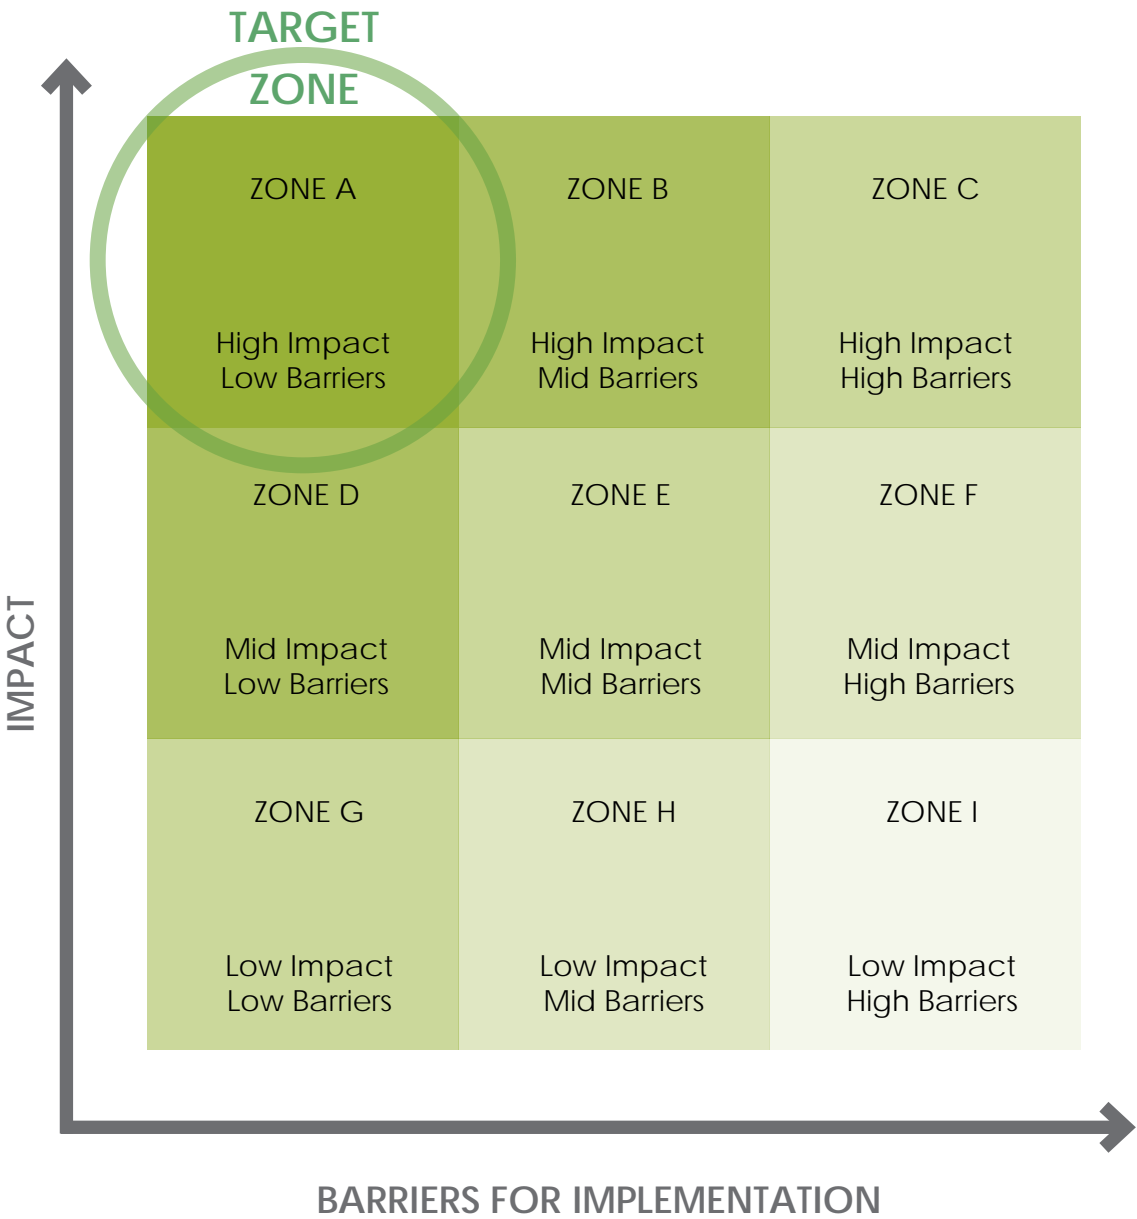 TARGET
ZONE
ZONE A
High Impact
Low Barriers
ZONE B
High Impact
Mid Barriers
ZONE C
High Impact
High Barriers
ZONE D
Mid Impact
Low Barriers
ZONE E
Mid Impact
Mid Barriers
ZONE F
Mid Impact
High Barriers
ZONE G
Low Impact
Low Barriers
ZONE H
Low Impact
Mid Barriers
ZONE I
Low Impact
High Barriers
IMPACT
BARRIERS FOR IMPLEMENTATION